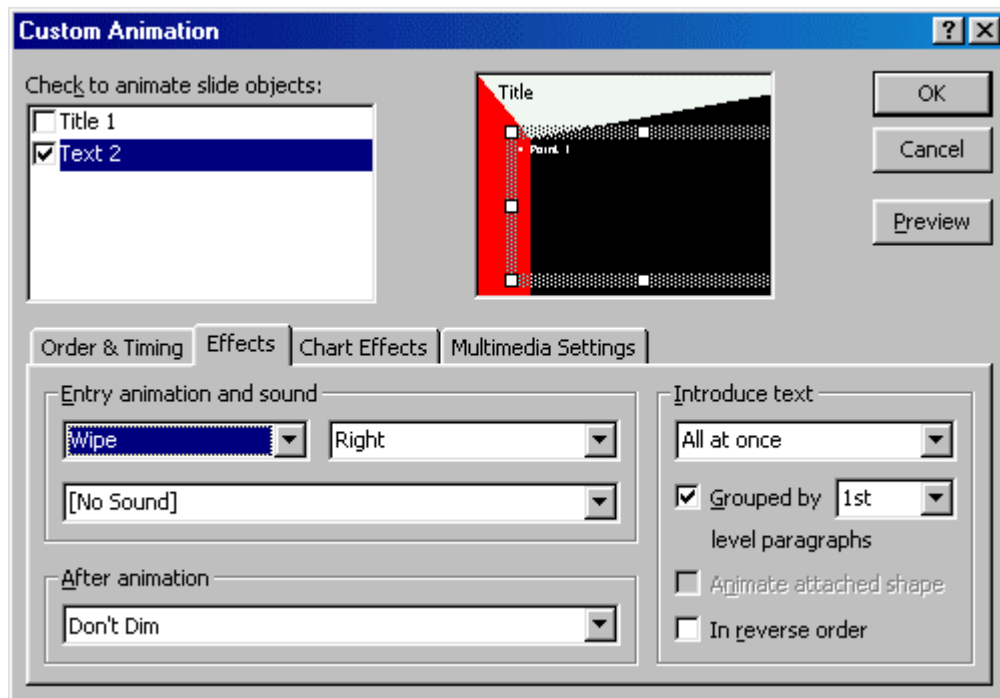 Custom Animation
Check to animate slide objects:
Title 1
Text 2
Title
Point 1
OK
Cancel
Preview
Order & Timing
Effects
Chart Effects
Multimedia Settings
Entry animation and sound
Wipe
Right
[No Sound]
After animation
Don't Dim
Introduce text
All at once
Grouped by 1st
level paragraphs
Animate attached shape
In reverse order